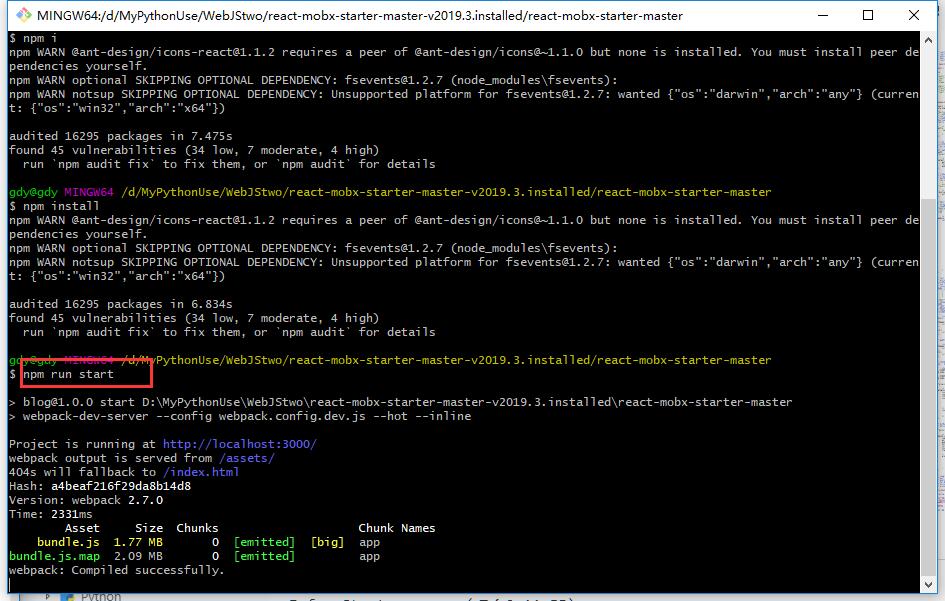 MINGW64:/d/MyPythonUse/WebJStwo/react-mobx-starter-master-v2019.3.installed/react-mobx-starter-master
$ npm i
npm WARN @ant-design/icons-react@1.1.2 requires a peer of @ant-design/icons@~1.1.0 but none is installed. You must install peer de
pendencies yourself.
npm WARN optional SKIPPING OPTIONAL DEPENDENCY: fsevents@1.2.7 (node_modules\fsevents):
npm WARN notsup SKIPPING OPTIONAL DEPENDENCY: Unsupported platform for fsevents@1.2.7: wanted {"os":"darwin","arch":"any"} (curren
t: {"os":"win32","arch":"x64"})
audited 16295 packages in 7.475s
found 45 vulnerabilities (34 low, 7 moderate, 4 high)
run `npm audit fix` to fix them, or `npm audit` for details
gdy@gdy MINGW64 /d/MyPythonUse/WebJStwo/react-mobx-starter-master-v2019.3.installed/react-mobx-starter-master
$ npm install
npm WARN @ant-design/icons-react@1.1.2 requires a peer of @ant-design/icons@~1.1.0 but none is installed. You must install peer de
pendencies yourself.
npm WARN optional SKIPPING OPTIONAL DEPENDENCY: fsevents@1.2.7 (node_modules\fsevents):
npm WARN notsup SKIPPING OPTIONAL DEPENDENCY: Unsupported platform for fsevents@1.2.7: wanted {"os":"darwin","arch":"any"} (curren
t: {"os":"win32","arch":"x64"})
audited 16295 packages in 6.834s
found 45 vulnerabilities (34 low, 7 moderate, 4 high)
run `npm audit fix` to fix them, or `npm audit` for details
gdy@gdy MINGW64 /d/MyPythonUse/WebJStwo/react-mobx-starter-master-v2019.3.installed/react-mobx-starter-master
$ npm run start
> blog@1.0.0 start D:\MyPythonUse\WebJStwo\react-mobx-starter-master-v2019.3.installed\react-mobx-starter-master
> webpack-dev-server --config webpack.config.dev.js --hot --inline
Project is running at http://localhost:3000/
webpack output is served from /assets/
404s will fallback to /index.html
Hash: a4beaf216f29da8b14d8
Version: webpack 2.7.0
Time: 2331ms
Asset Size Chunks Chunk Names
bundle.js 1.77 MB 0 [emitted] [big] app
bundle.js.map 2.09 MB 0 [emitted] app
webpack: Compiled successfully.
Python